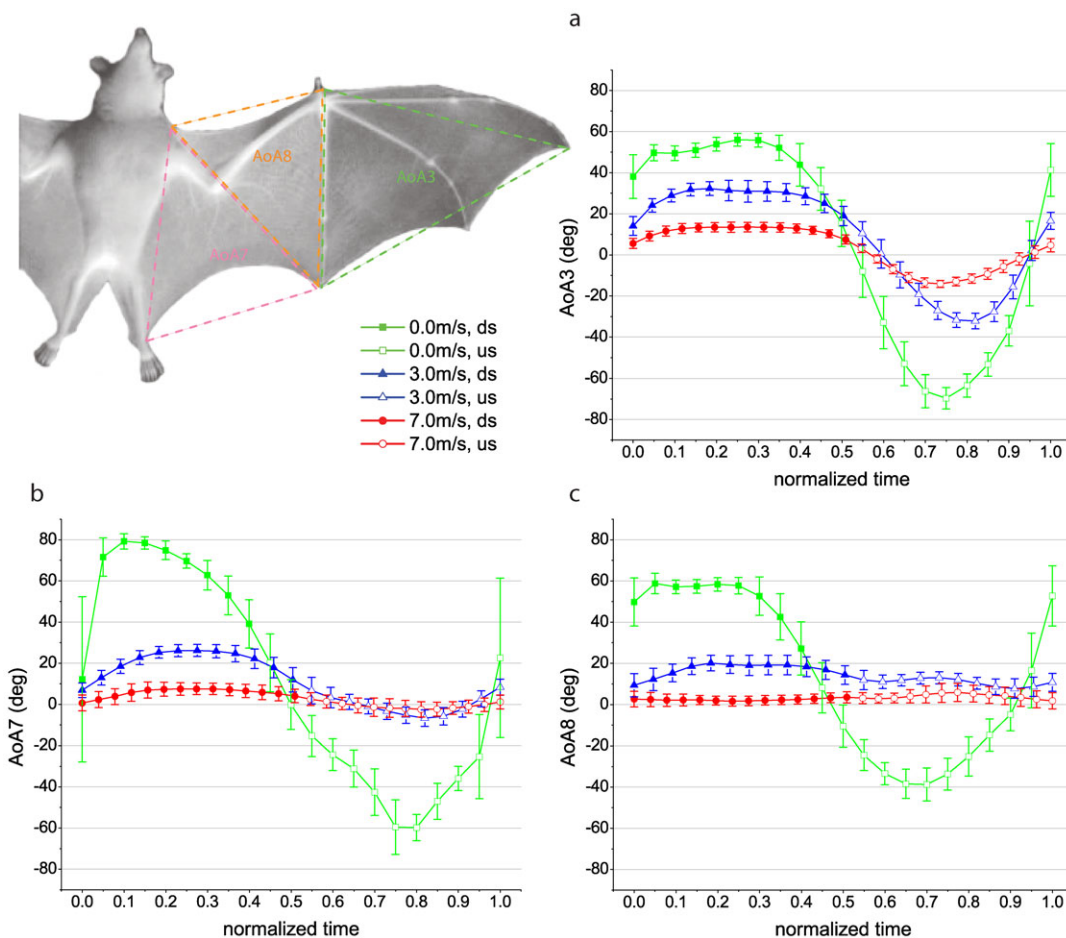 a
AoA8
AoA3
AoA7
0.0m/s, ds
0.0m/s, us
3.0m/s, ds
3.0m/s, us
7.0m/s, ds
7.0m/s, us
AoA3 (deg)
80
60
40
20
0
-20
-40
-60
-80
0.0 0.1 0.2 0.3 0.4 0.5 0.6 0.7 0.8 0.9 1.0
normalized time
b
AoA7 (deg)
80
60
40
20
0
-20
-40
-60
-80
0.0 0.1 0.2 0.3 0.4 0.5 0.6 0.7 0.8 0.9 1.0
normalized time
c
AoA8 (deg)
80
60
40
20
0
-20
-40
-60
-80
0.0 0.1 0.2 0.3 0.4 0.5 0.6 0.7 0.8 0.9 1.0
normalized time